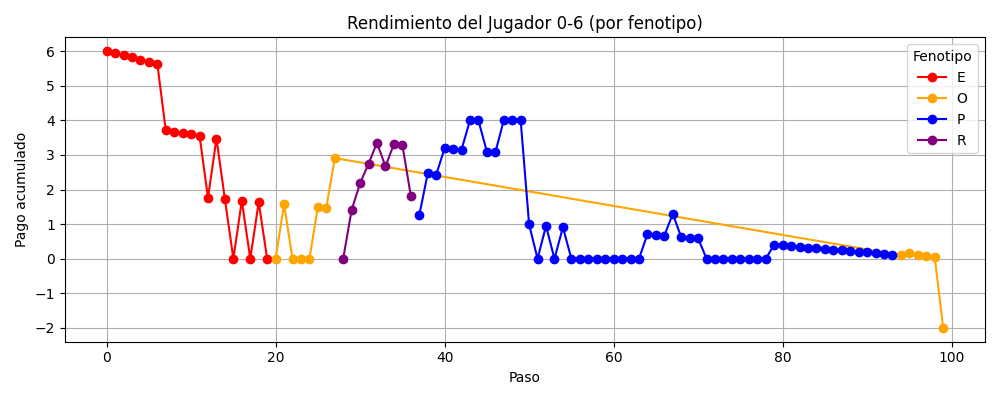 Rendimiento del Jugador 0-6 (por fenotipo)
Pago acumulado
6
5
4
3
2
1
0
−1
−2
Fenotipo
E
O
P
R
0 20 40 60 80 100
Paso